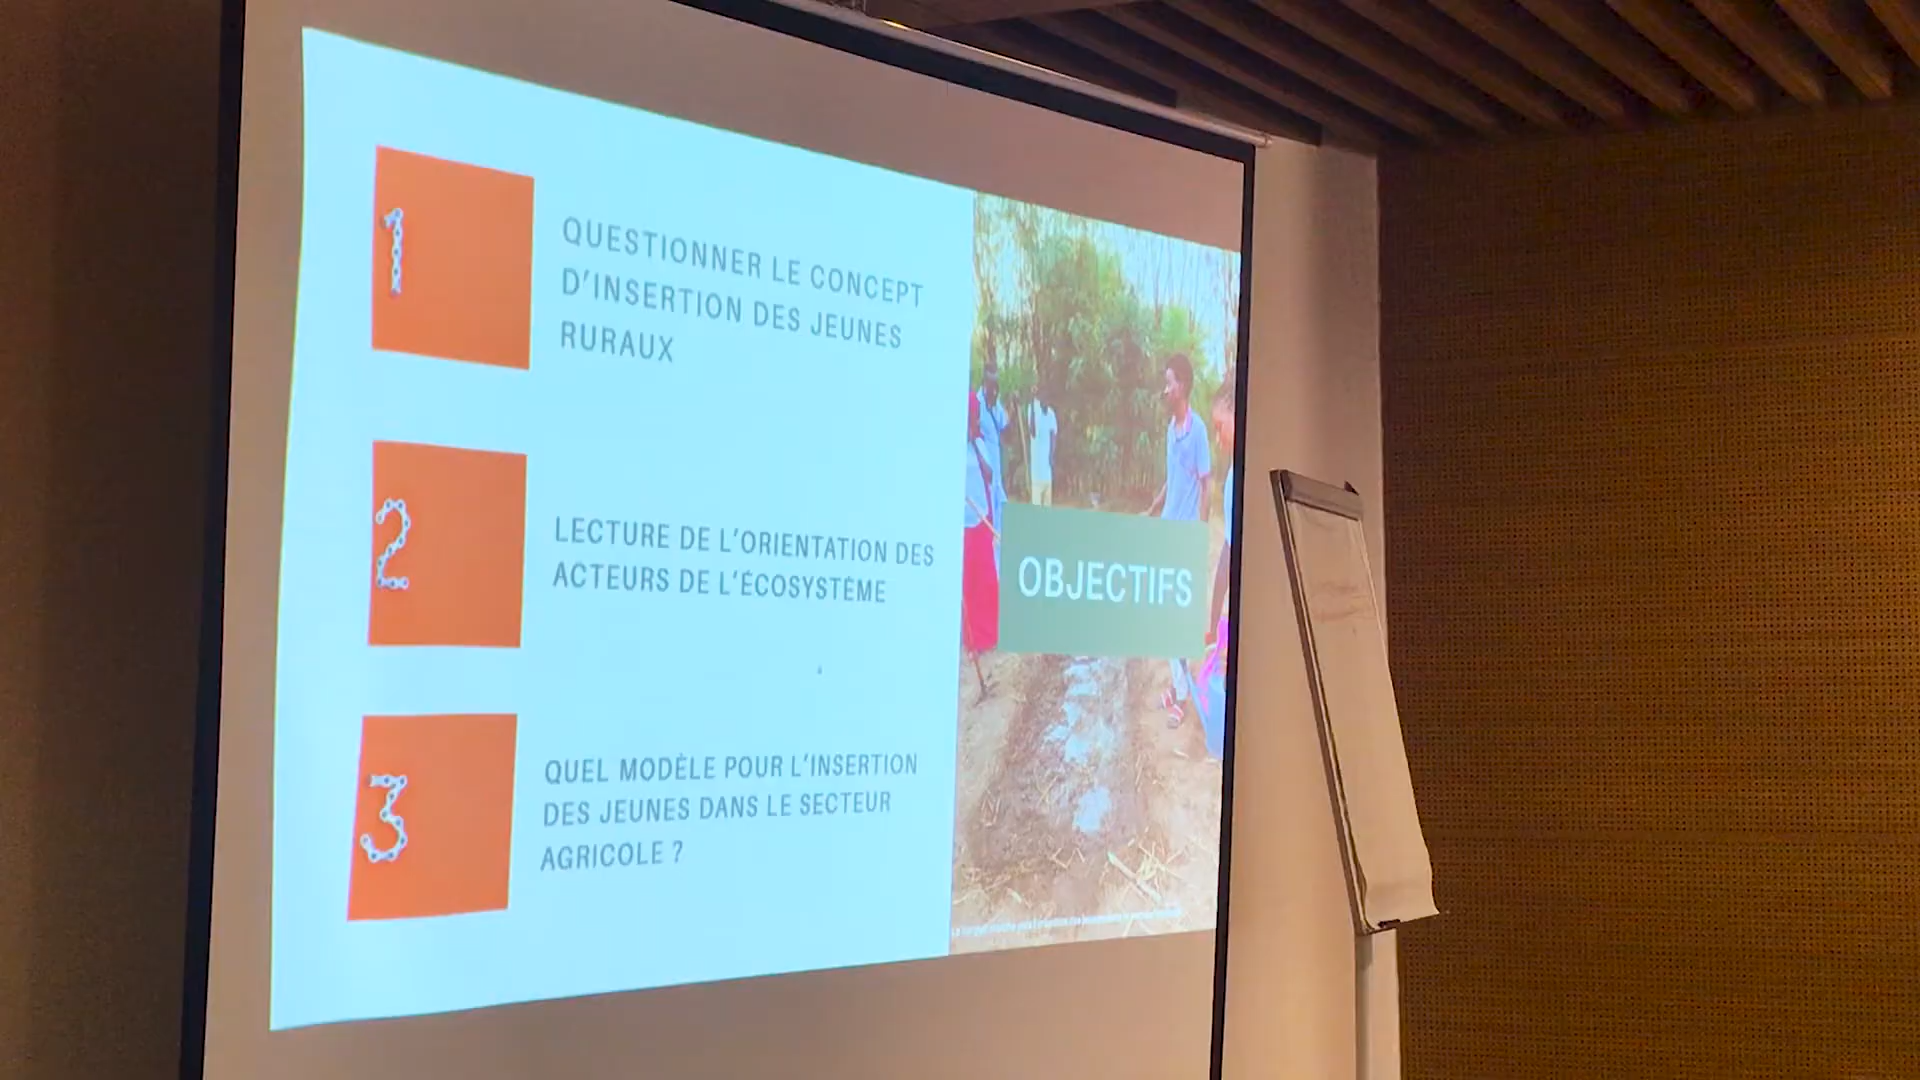 1
QUESTIONNER LE CONCEPT
D'INSERTION DES JEUNES
RURAUX
2
LECTURE DE L'ORIENTATION DES
ACTEURS DE L'ÉCOSYSTÈME
3
QUEL MODÈLE POUR L'INSERTION
DES JEUNES DANS LE SECTEUR
AGRICOLE ?
OBJECTIFS